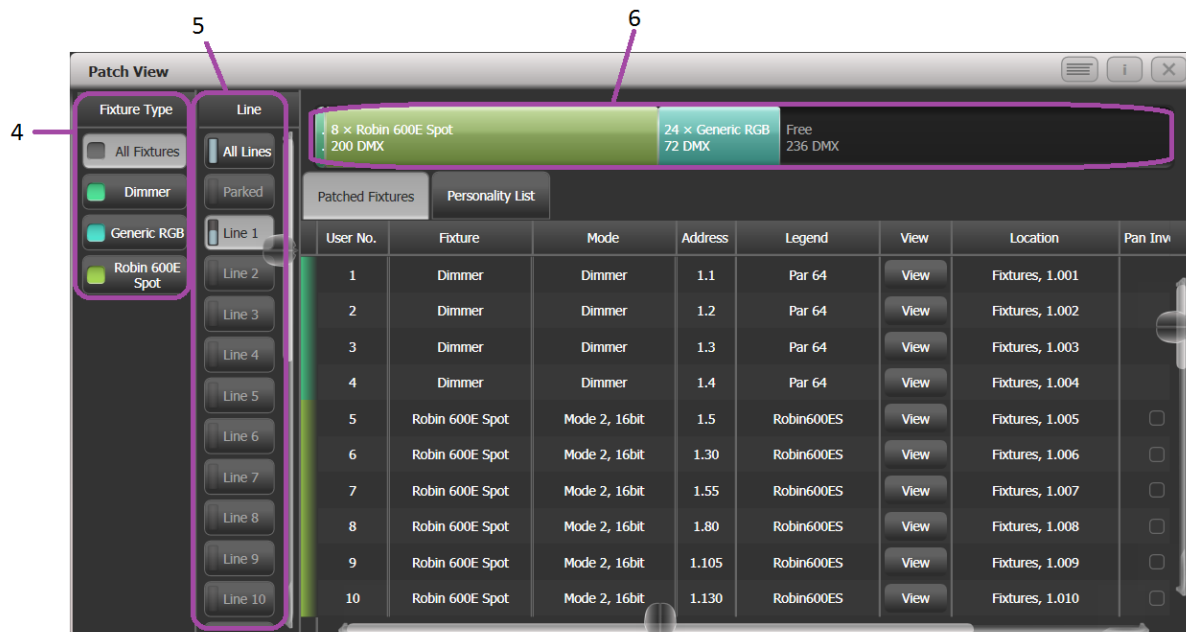 5
6
4
Patch View
i
Fixture Type
Line
All Fixtures
Dimmer
Generic RGB
Robin 600E
Spot
All Lines
Parked
Line 1
Line 2
Line 3
Line 4
Line 5
Line 6
Line 7
Line 8
Line 9
Line 10
8 × Robin 600E Spot
200 DMX
24 × Generic RGB
72 DMX
Free
236 DMX
Patched Fixtures
Personality List
User No. Fixture Mode Address Legend View Location Pan Inv
1 Dimmer Dimmer 1.1 Par 64 View Fixtures, 1.001
2 Dimmer Dimmer 1.2 Par 64 View Fixtures, 1.002
3 Dimmer Dimmer 1.3 Par 64 View Fixtures, 1.003
4 Dimmer Dimmer 1.4 Par 64 View Fixtures, 1.004
5 Robin 600E Spot Mode 2, 16bit 1.5 Robin600ES View Fixtures, 1.005
6 Robin 600E Spot Mode 2, 16bit 1.30 Robin600ES View Fixtures, 1.006
7 Robin 600E Spot Mode 2, 16bit 1.55 Robin600ES View Fixtures, 1.007
8 Robin 600E Spot Mode 2, 16bit 1.80 Robin600ES View Fixtures, 1.008
9 Robin 600E Spot Mode 2, 16bit 1.105 Robin600ES View Fixtures, 1.009
10 Robin 600E Spot Mode 2, 16bit 1.130 Robin600ES View Fixtures, 1.010